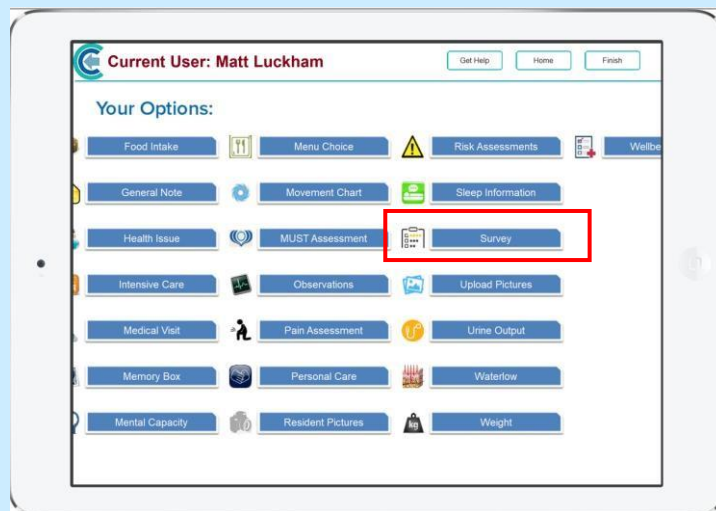 Current User: Matt Luckham
Get Help Home Finish
Your Options:
Food Intake Menu Choice Risk Assessments Wellbe
General Note Movement Chart Sleep Information
Health Issue MUST Assessment Survey
Intensive Care Observations Upload Pictures
Medical Visit Pain Assessment Urine Output
Memory Box Personal Care Waterlow
Mental Capacity Resident Pictures Weight
kg